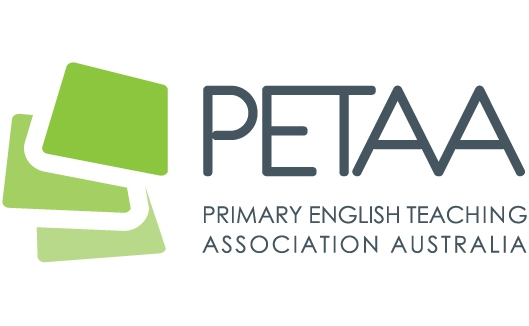 PETAA
PRIMARY ENGLISH TEACHING
ASSOCIATION AUSTRALIA